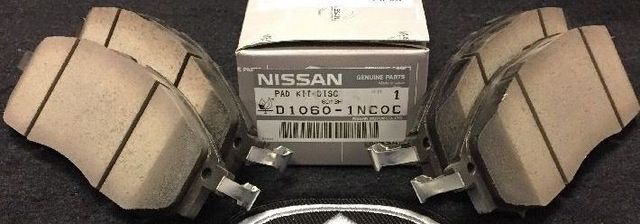 NISSAN
GENUINE PARTS
PAD KIT-DISC
1
D1060-1NC0C